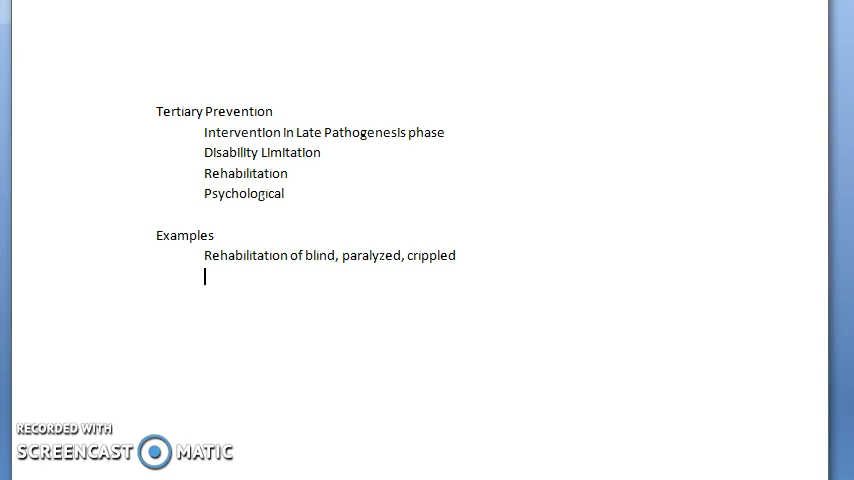 Tertiary Prevention
Intervention in Late Pathogenesis phase
Disability Limitation
Rehabilitation
Psychological
Examples
Rehabilitation of blind, paralyzed, crippled
RECORDED WITH
SCREENCAST MATIC